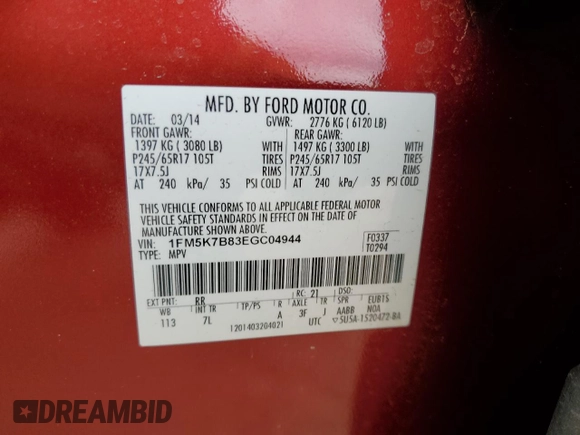 MFD. BY FORD MOTOR CO.
DATE: 03/14 GVWR: 2776 KG ( 6120 LB)
FRONT GAWR: REAR GAWR:
1397 KG ( 3080 LB) WITH 1497 KG ( 3300 LB) WITH
P245/65R17 105T TIRES P245/65R17 105T TIRES
17X7.5J RIMS 17X7.5J RIMS
AT 240 kPa/ 35 PSI COLD AT 240 kPa/ 35 PSI COLD
THIS VEHICLE CONFORMS TO ALL APPLICABLE FEDERAL MOTOR
VEHICLE SAFETY STANDARDS IN EFFECT ON THE DATE OF
MANUFACTURE SHOWN ABOVE.
VIN: 1FM5K7B83EGC04944 F0337
TYPE: MPV T0294
EXT PNT: RR RC: 21 DSO:
WB INT TR TP/PS R AXLE TR SPR EUBTS
113 7L A 3F J AABB NOA
1201403204021 UTC 5U5A-1520472-BA
DREAMBID